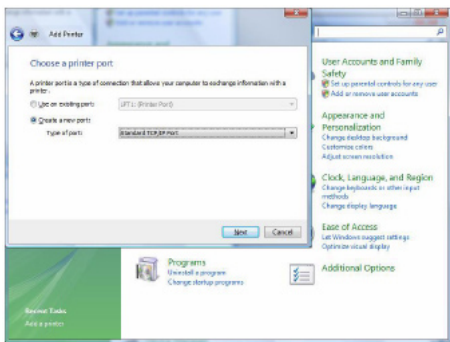 Add Printer
Choose a printer port
A printer port is a type of connection that allows your computer to exchange information with a
printer.
Use an existing port:
LPT1: (Printer Port)
Create a new port:
Type of port:
Standard TCP/IP Port
Next
Cancel
User Accounts and Family
Safety
Set up parental controls for any user
Add or remove user accounts
Appearance and
Personalization
Change desktop background
Customize colors
Adjust screen resolution
Clock, Language, and Region
Change keyboards or other input
methods
Change display language
Ease of Access
Let Windows suggest settings
Optimize visual display
Programs
Uninstall a program
Change startup programs
Additional Options
Recent Tasks
Add a printer